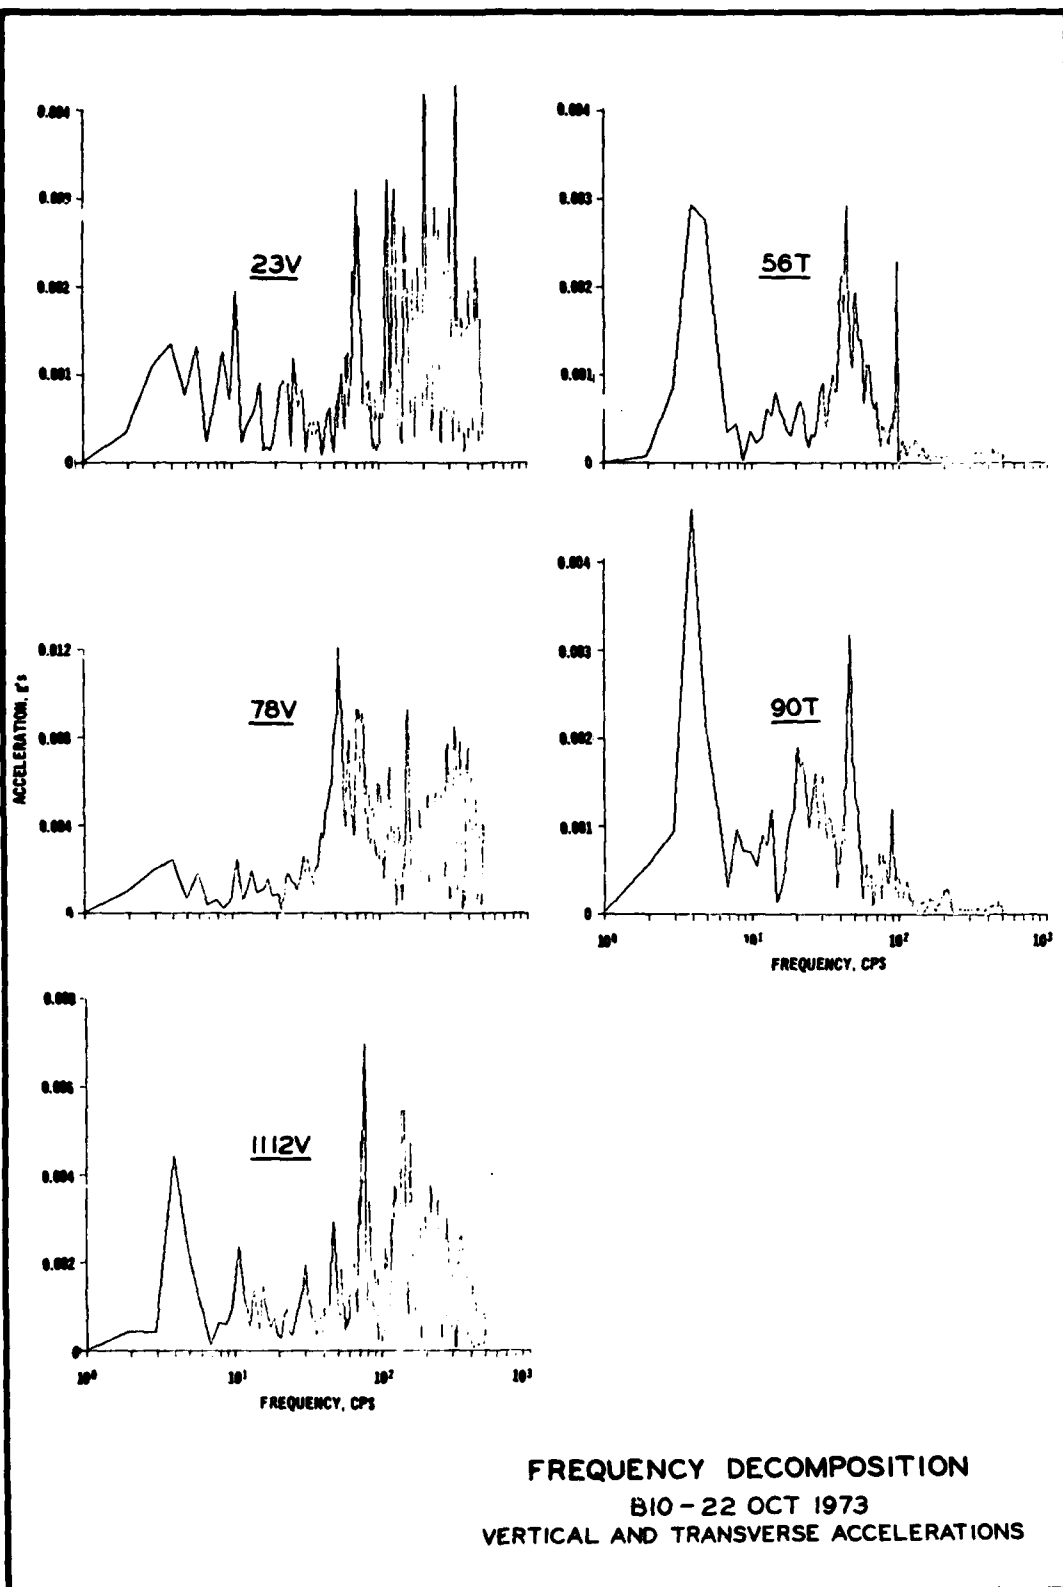 0.004
0.003
0.002
0.001
0
23V
0.004
0.003
0.002
0.001
0
56T
ACCELERATION, g's
0.012
0.008
0.004
0
78V
0.004
0.003
0.002
0.001
0
90T
10⁰ 10¹ 10² 10³
FREQUENCY, CPS
0.008
0.006
0.004
0.002
0
1112V
10⁰ 10¹ 10² 10³
FREQUENCY, CPS
FREQUENCY DECOMPOSITION
B10 - 22 OCT 1973
VERTICAL AND TRANSVERSE ACCELERATIONS